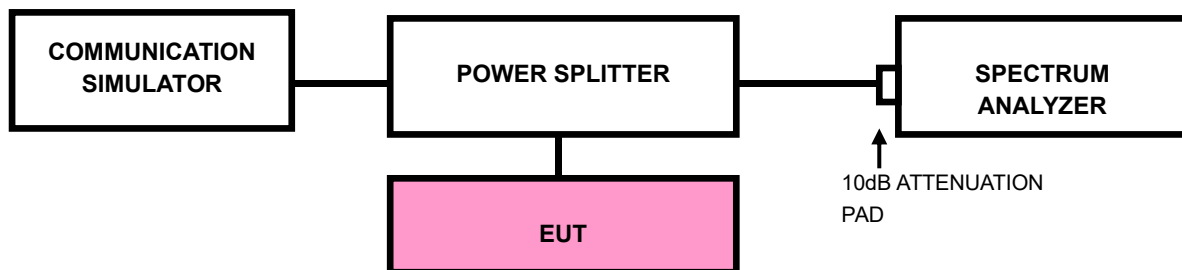 COMMUNICATION
SIMULATOR
POWER SPLITTER
SPECTRUM
ANALYZER
10dB ATTENUATION
PAD
EUT